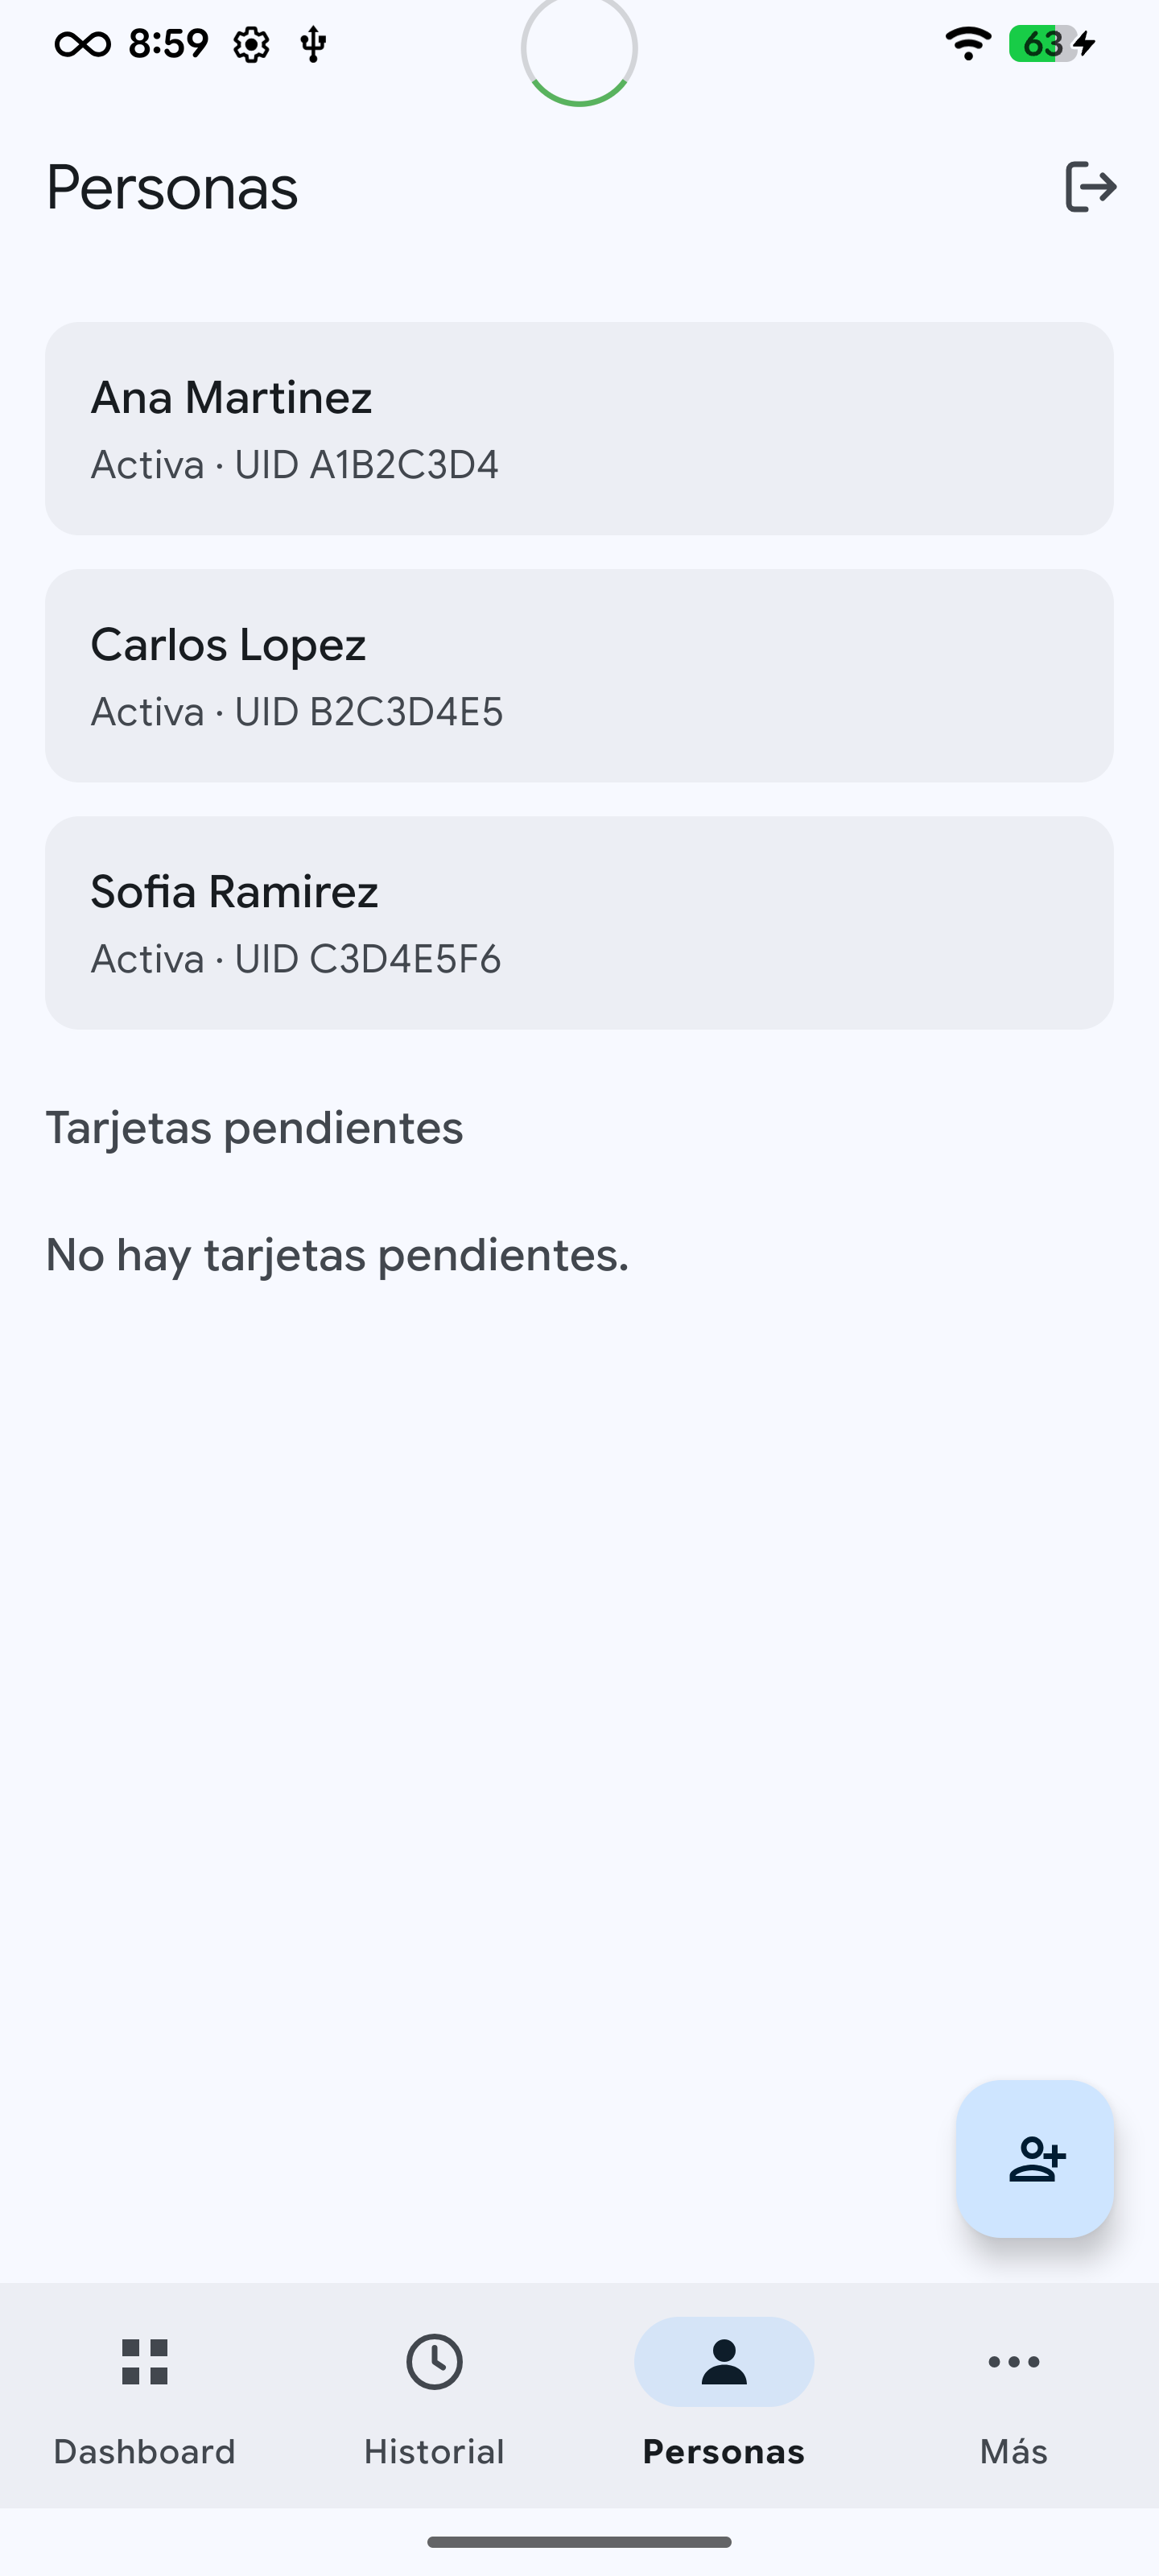 8:59
63
Personas
Ana Martinez
Activa · UID A1B2C3D4
Carlos Lopez
Activa · UID B2C3D4E5
Sofia Ramirez
Activa · UID C3D4E5F6
Tarjetas pendientes
No hay tarjetas pendientes.
Dashboard
Historial
Personas
Más